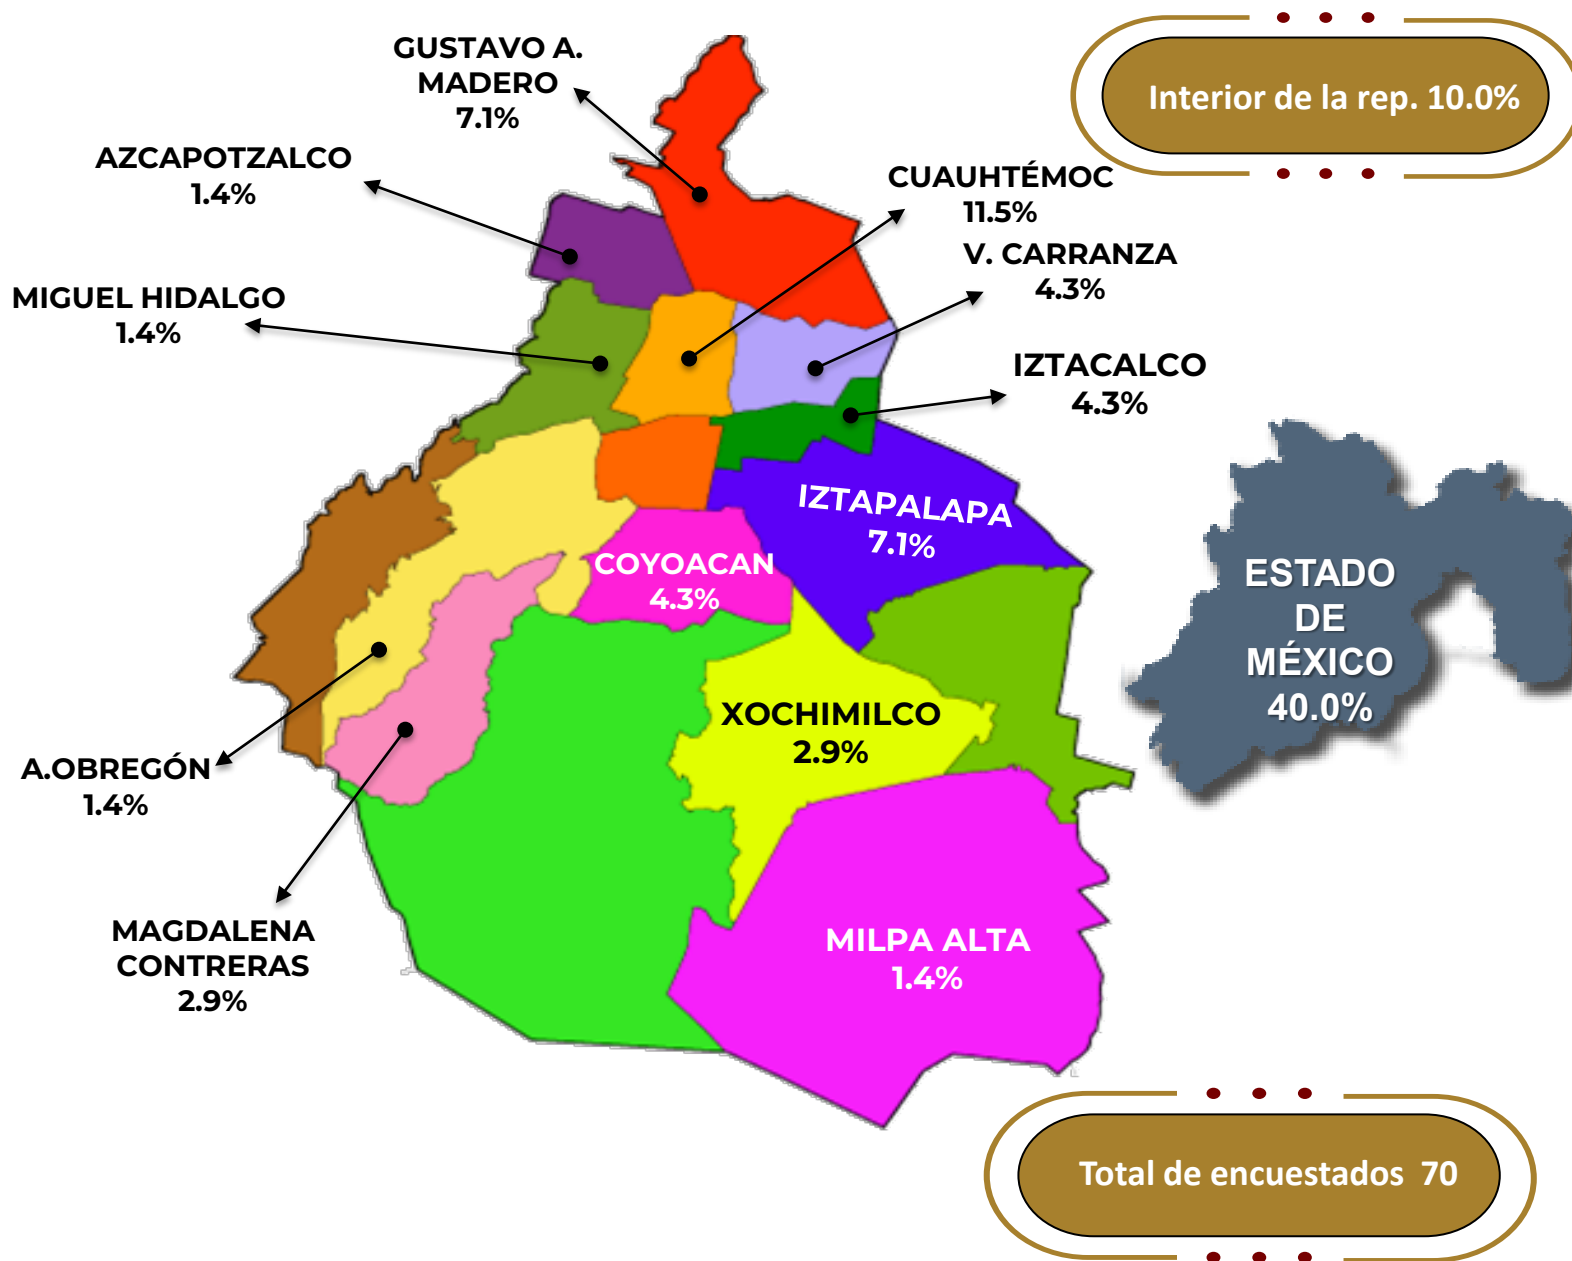 GUSTAVO A.
MADERO
7.1%
Interior de la rep. 10.0%
AZCAPOTZALCO
1.4%
CUAUHTÉMOC
11.5%
V. CARRANZA
4.3%
MIGUEL HIDALGO
1.4%
IZTACALCO
4.3%
IZTAPALAPA
7.1%
COYOACAN
4.3%
ESTADO
DE
MÉXICO
40.0%
XOCHIMILCO
2.9%
A.OBREGÓN
1.4%
MAGDALENA
CONTRERAS
2.9%
MILPA ALTA
1.4%
Total de encuestados 70